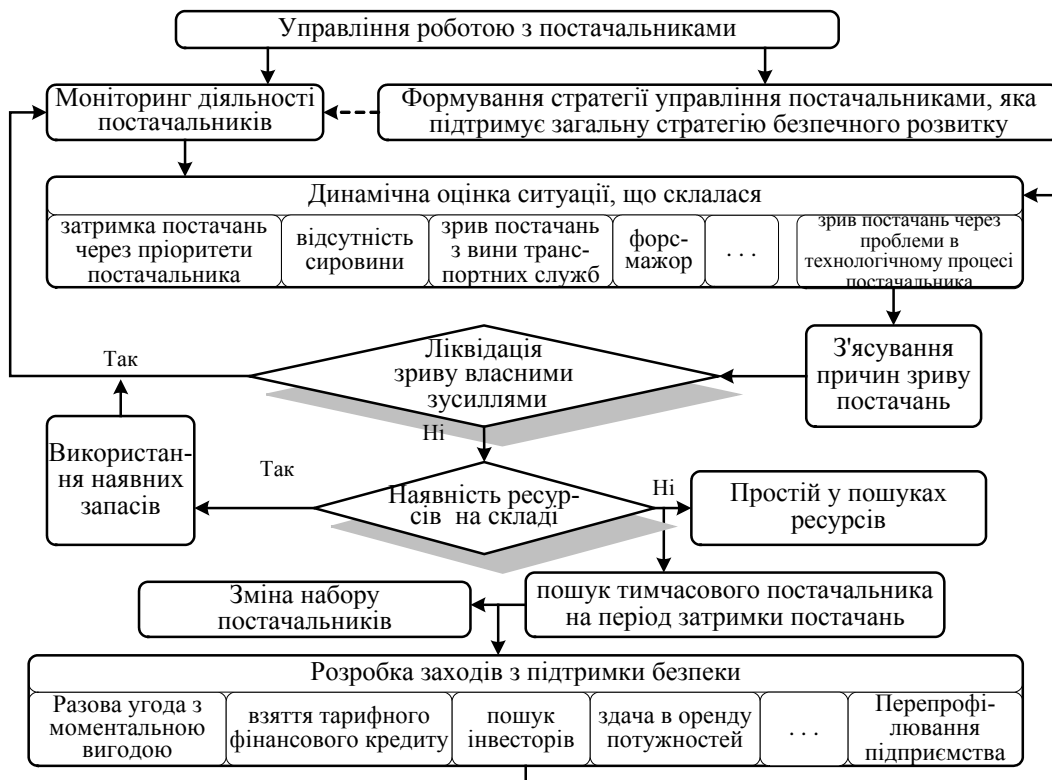 Управління роботою з постачальниками
Моніторинг діяльності
постачальників
Формування стратегії управління постачальниками, яка
підтримує загальну стратегію безпечного розвитку
Динамічна оцінка ситуації, що склалася
затримка постачань
через пріоритети
постачальника
відсутність
сировини
зрив постачань
з вини транс-
портних служб
форс-
мажор
. . .
зрив постачань через
проблеми в
технологічному процесі
постачальника
Так
Ліквідація
зриву власними
зусиллями
З'ясування
причин зриву
постачань
Ні
Використан-
ня наявних
запасів
Так
Наявність ресур-
сів на складі
Ні
Простій у пошуках
ресурсів
Зміна набору
постачальників
пошук тимчасового постачальника
на період затримки постачань
Розробка заходів з підтримки безпеки
Разова угода з
моментальною
вигодою
взяття тарифного
фінансового кредиту
пошук
інвесторів
здача в оренду
потужностей
. . .
Перепрофі-
лювання
підприємства